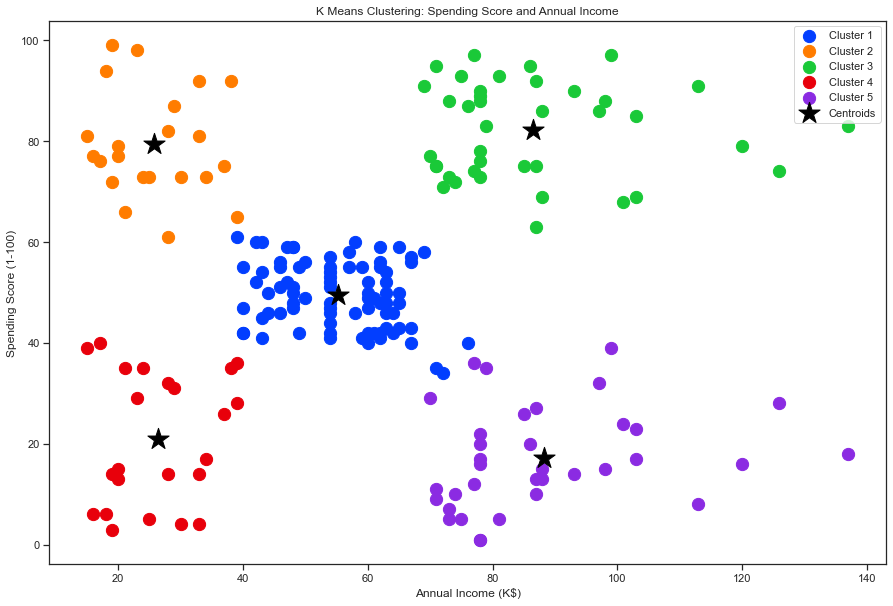 K Means Clustering: Spending Score and Annual Income
Cluster 1
Cluster 2
Cluster 3
Cluster 4
Cluster 5
Centroids
Spending Score (1-100)
100
80
60
40
20
0
20
40
60
80
100
120
140
Annual Income (K$)